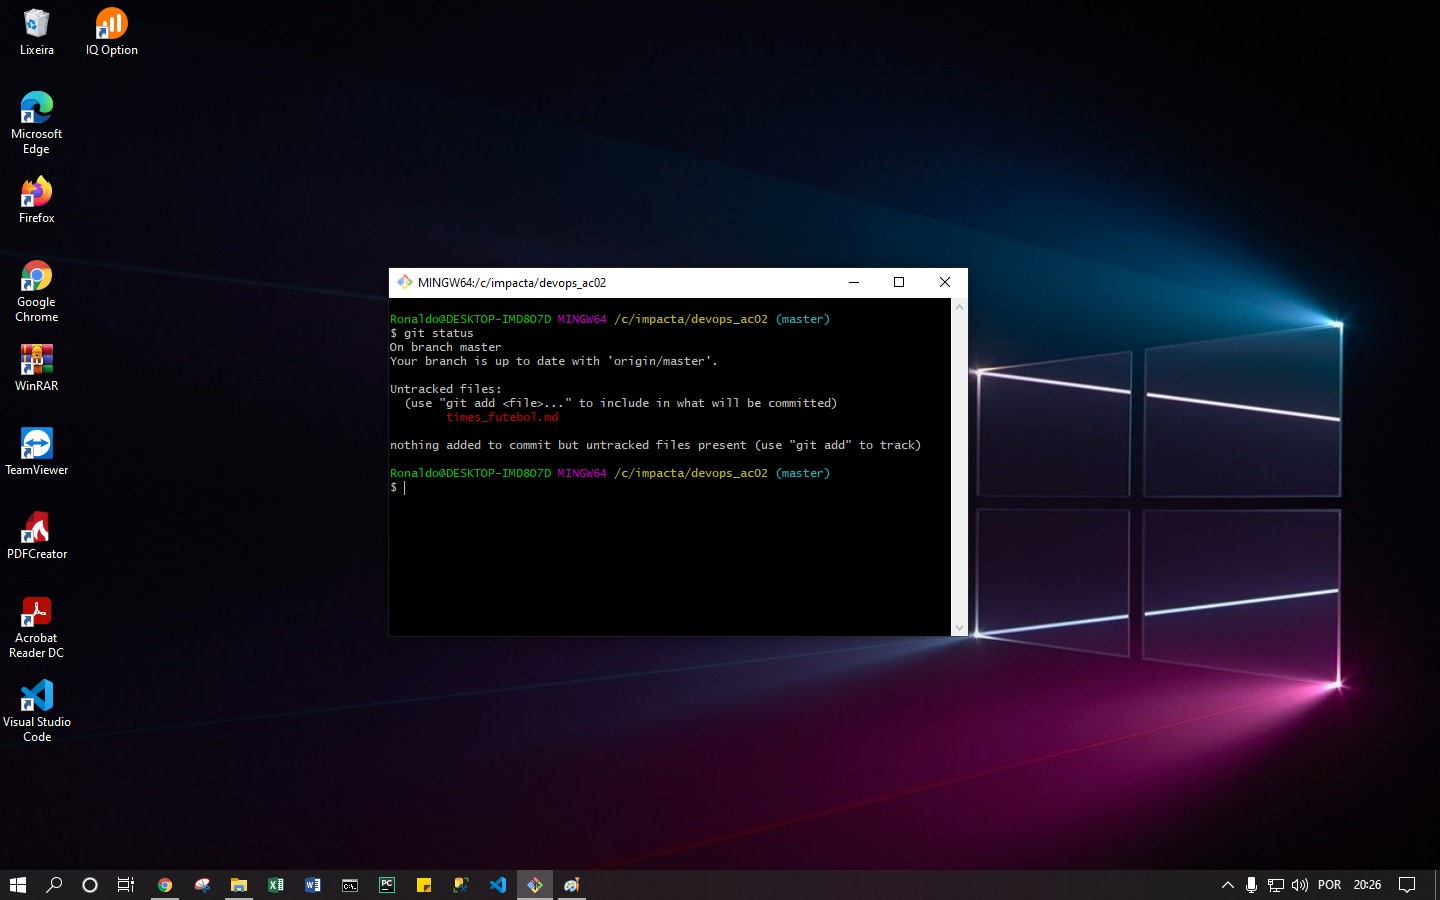 Lixeira
IQ Option
Microsoft
Edge
Firefox
Google
Chrome
WinRAR
TeamViewer
PDFCreator
Acrobat
Reader DC
Visual Studio
Code
MINGW64:/c/impacta/devops_ac02
Ronaldo@DESKTOP-IMD8O7D MINGW64 /c/impacta/devops_ac02 (master)
$ git status
On branch master
Your branch is up to date with 'origin/master'.
Untracked files:
(use "git add <file>..." to include in what will be committed)
times_futebol.md
nothing added to commit but untracked files present (use "git add" to track)
Ronaldo@DESKTOP-IMD8O7D MINGW64 /c/impacta/devops_ac02 (master)
$
POR
20:26